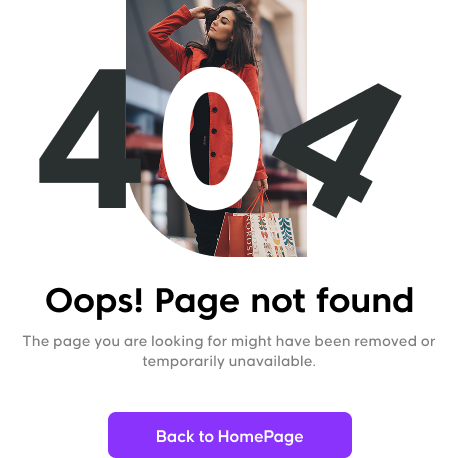 404
Oops! Page not found
The page you are looking for might have been removed or
temporarily unavailable.
Back to HomePage